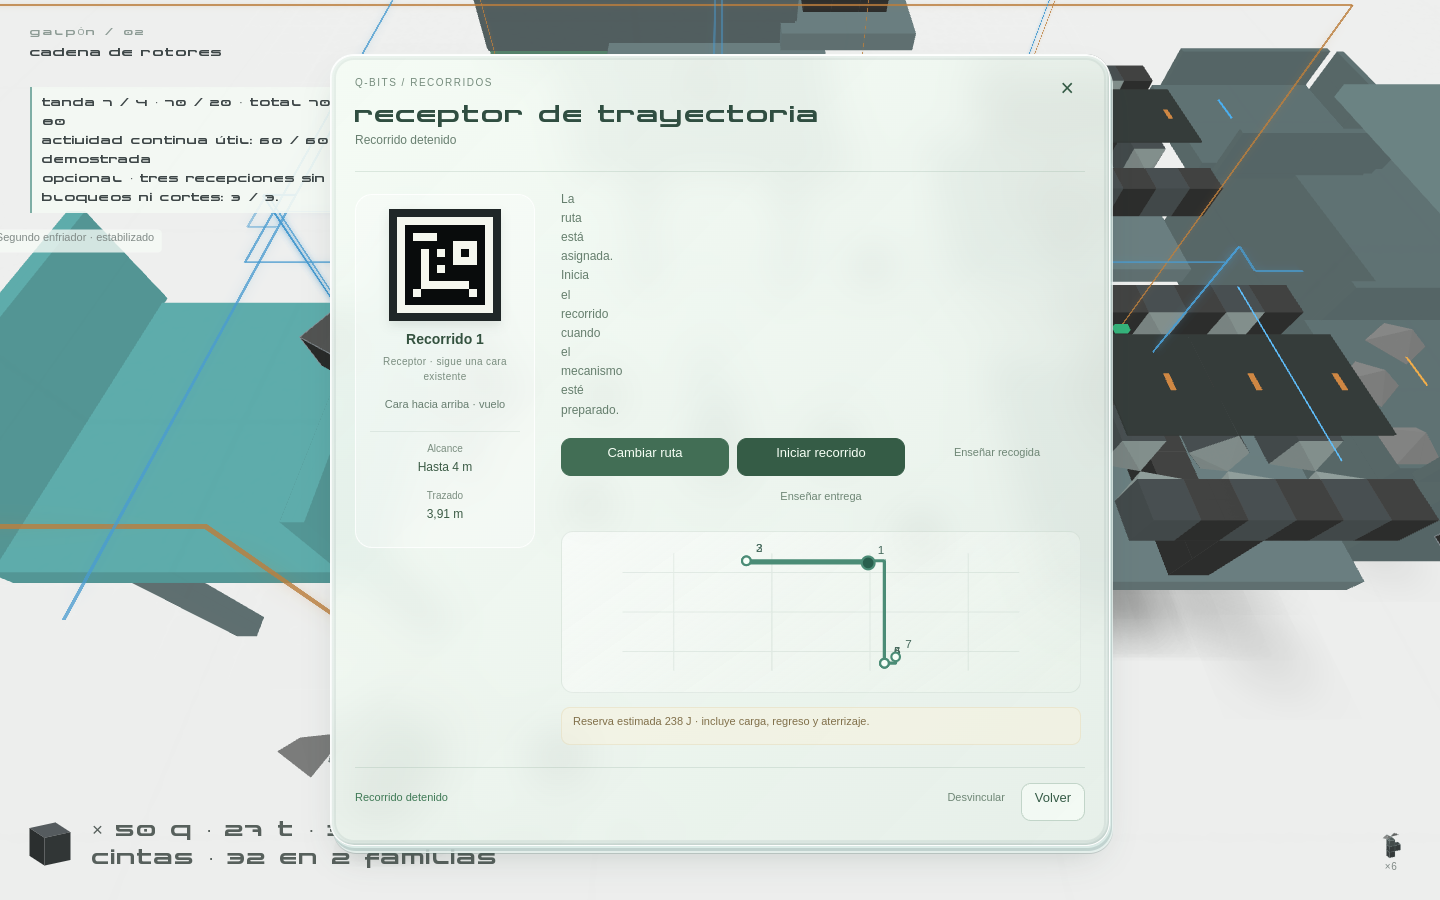 galpón / 02
cadena de rotores
tanda 7 / 4 · 70 / 20 · total 70
80
actividad continua útil: 60 / 60
demostrada
opcional · tres recepciones sin
bloqueos ni cortes: 3 / 3.
Segundo enfriador · estabilizado
Q-BITS / RECORRIDOS
×
receptor de trayectoria
Recorrido detenido
Recorrido 1
Receptor · sigue una cara
existente
Cara hacia arriba · vuelo
Alcance
Hasta 4 m
Trazado
3,91 m
La
ruta
está
asignada.
Inicia
el
recorrido
cuando
el
mecanismo
esté
preparado.
Cambiar ruta
Iniciar recorrido
Enseñar recogida
Enseñar entrega
1
7
Reserva estimada 238 J · incluye carga, regreso y aterrizaje.
Recorrido detenido
Desvincular
Volver
× 50 q · 27 t ·
cintas · 32 en 2 familias
×6